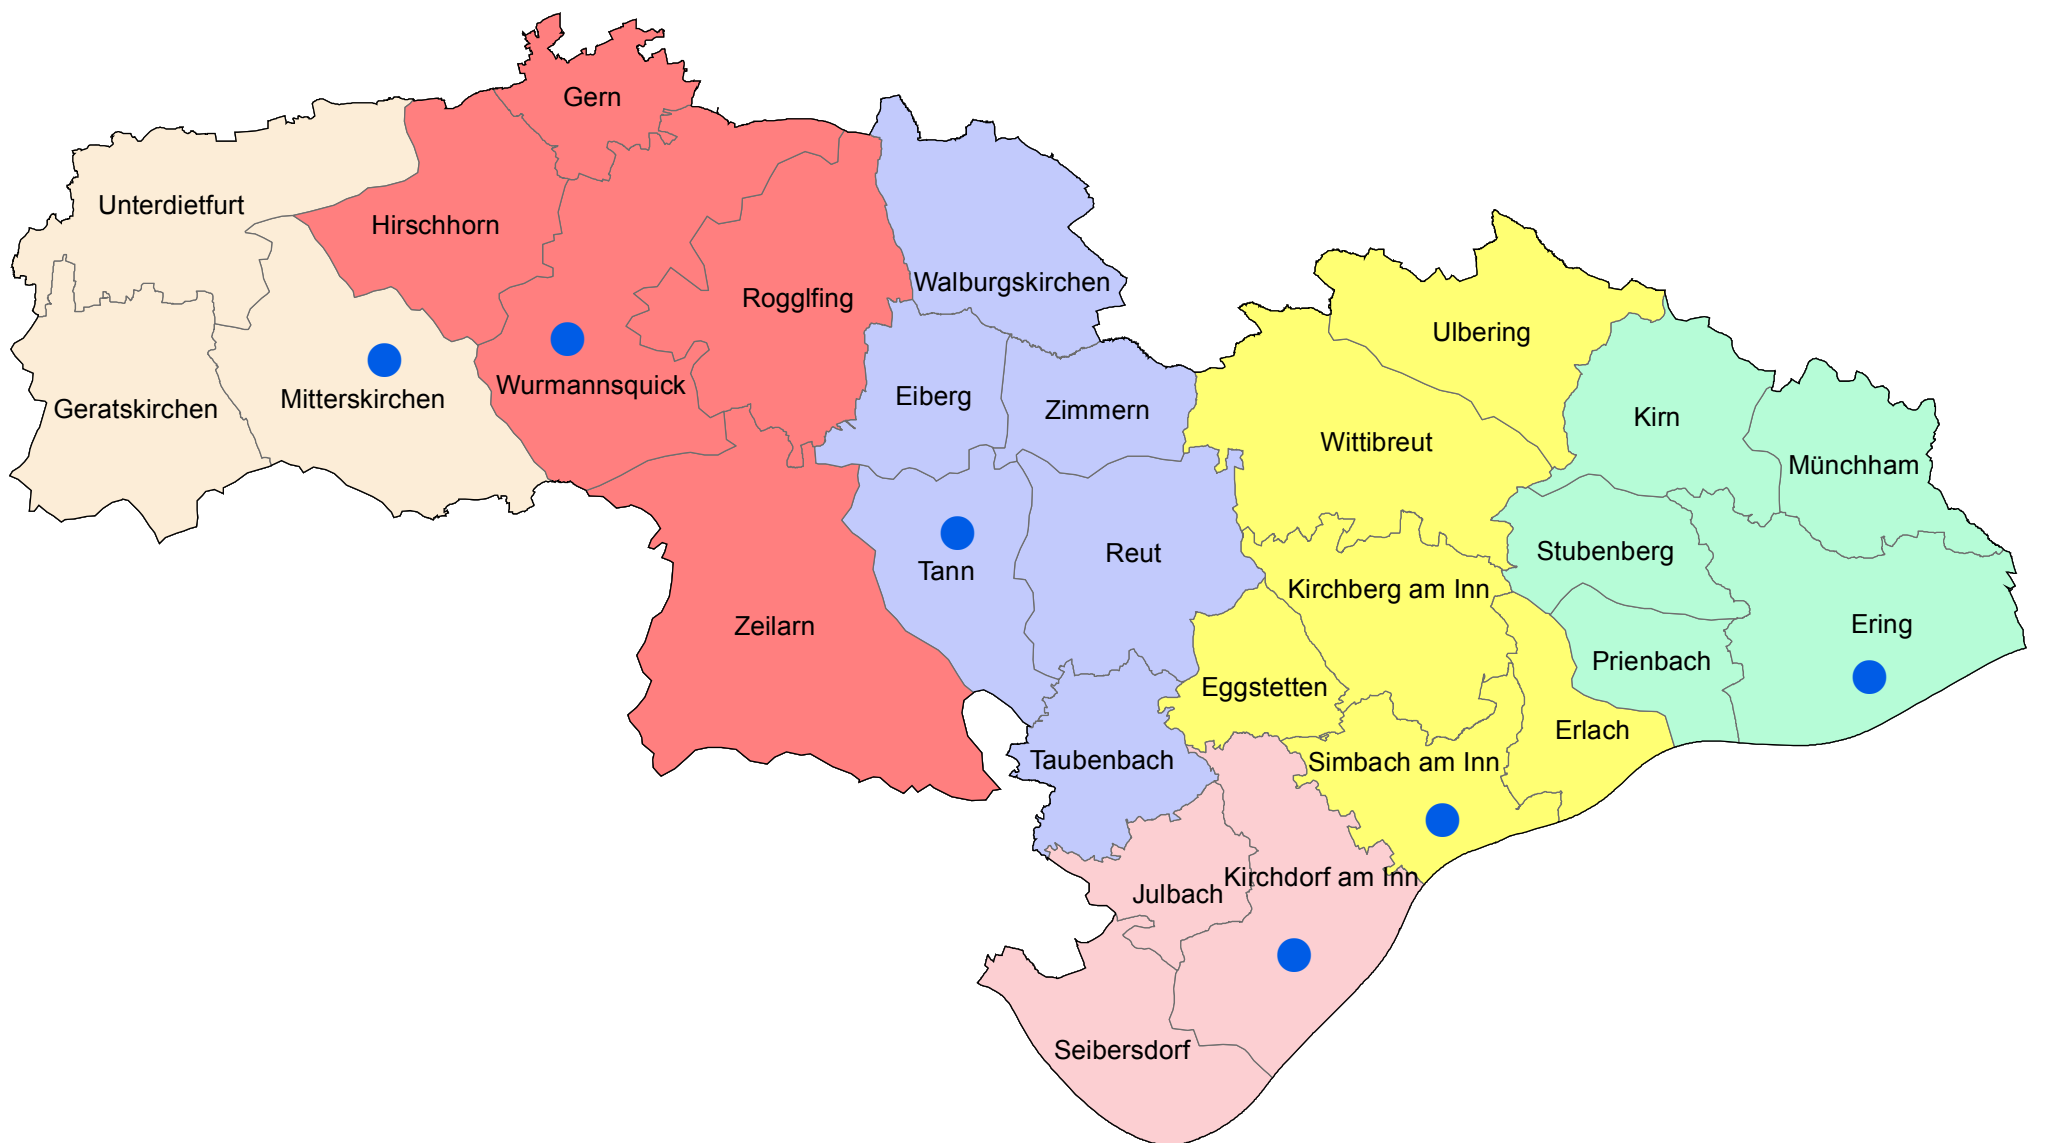 Gern
Unterdietfurt
Hirschhorn
Walburgskirchen
Rogglfing
Ulbering
Wurmannsquick
Eiberg
Mitterskirchen
Geratskirchen
Zimmern
Kirn
Wittibreut
Münchham
Stubenberg
Reut
Tann
Kirchberg am Inn
Ering
Zeilarn
Prienbach
Eggstetten
Erlach
Taubenbach
Simbach am Inn
Kirchdorf am Inn
Julbach
Seibersdorf